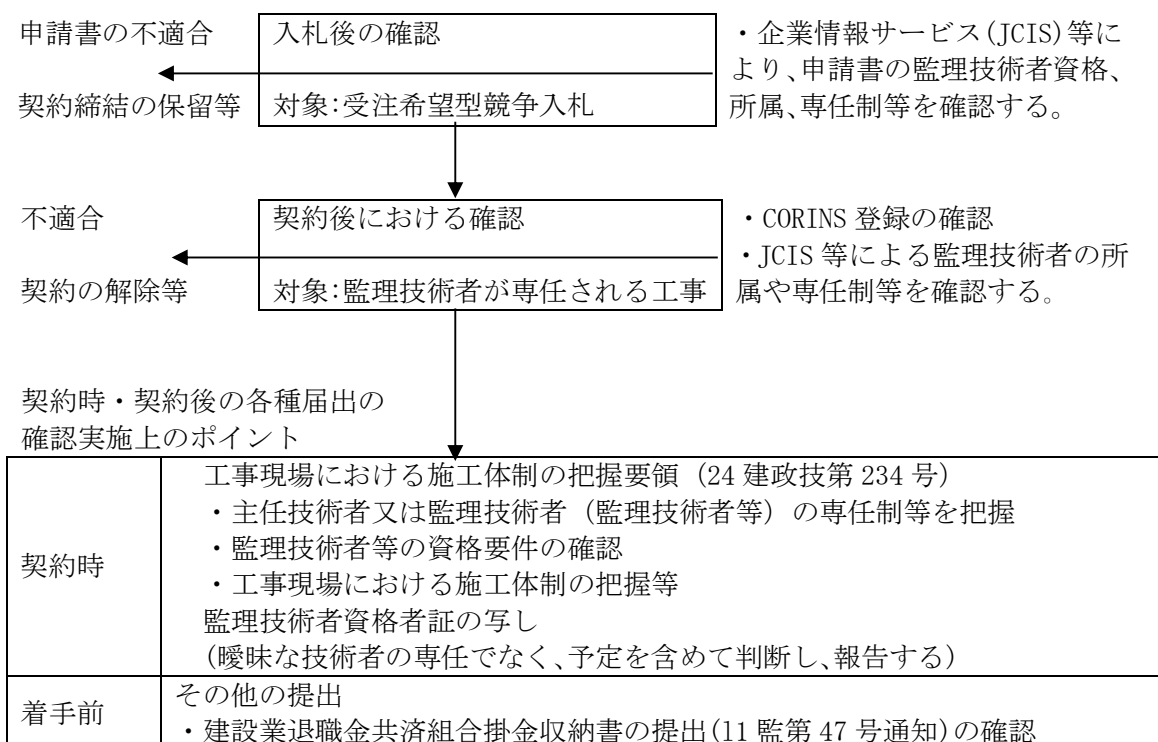 申請書の不適合
契約締結の保留等
入札後の確認
対象:受注希望型競争入札
・企業情報サービス(JCIS)等に
より、申請書の監理技術者資格、
所属、専任制等を確認する。
不適合
契約の解除等
契約後における確認
対象:監理技術者が専任される工事
・CORINS 登録の確認
・JCIS 等による監理技術者の所
属や専任制等を確認する。
契約時・契約後の各種届出の
確認実施上のポイント
契約時
工事現場における施工体制の把握要領 (24 建政技第 234 号)
・主任技術者又は監理技術者 (監理技術者等) の専任制等を把握
・監理技術者等の資格要件の確認
・工事現場における施工体制の把握等
監理技術者資格者証の写し
(曖昧な技術者の専任でなく、予定を含めて判断し、報告する)
着手前
その他の提出
・建設業退職金共済組合掛金収納書の提出(11 監第 47 号通知)の確認